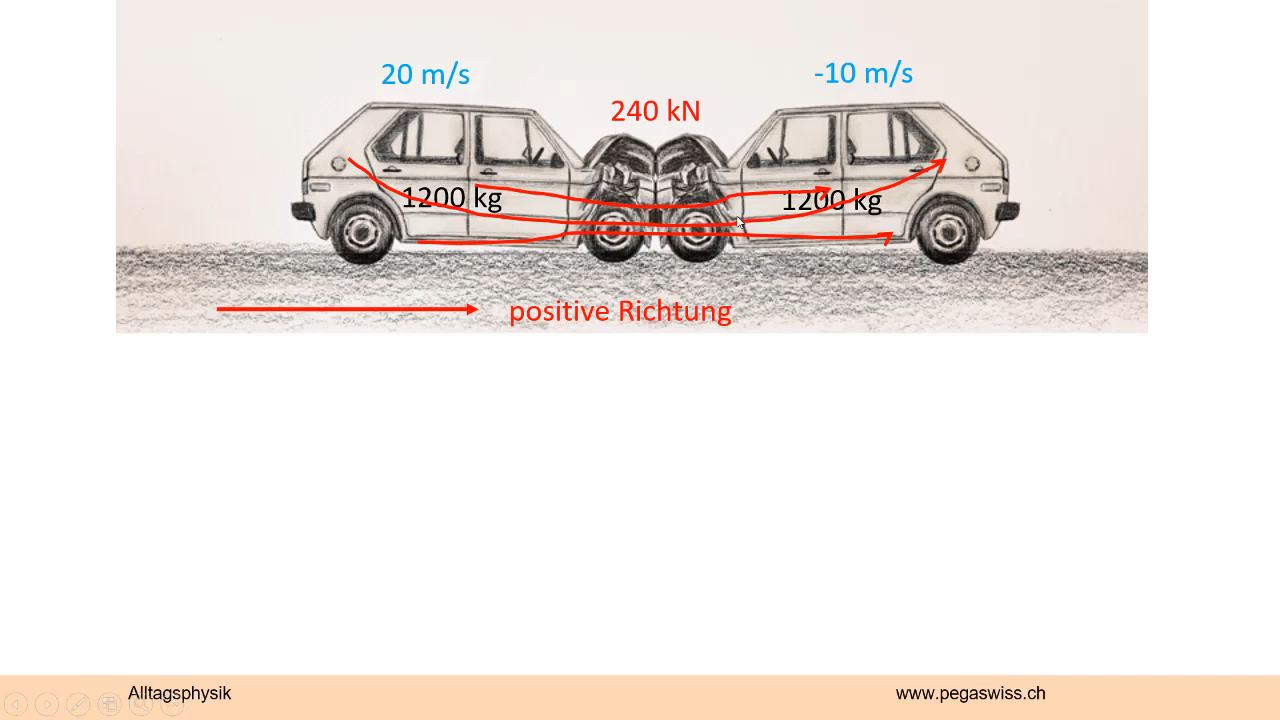 20 m/s
-10 m/s
240 kN
1200 kg
1200 kg
positive Richtung
Alltagsphysik
www.pegaswiss.ch